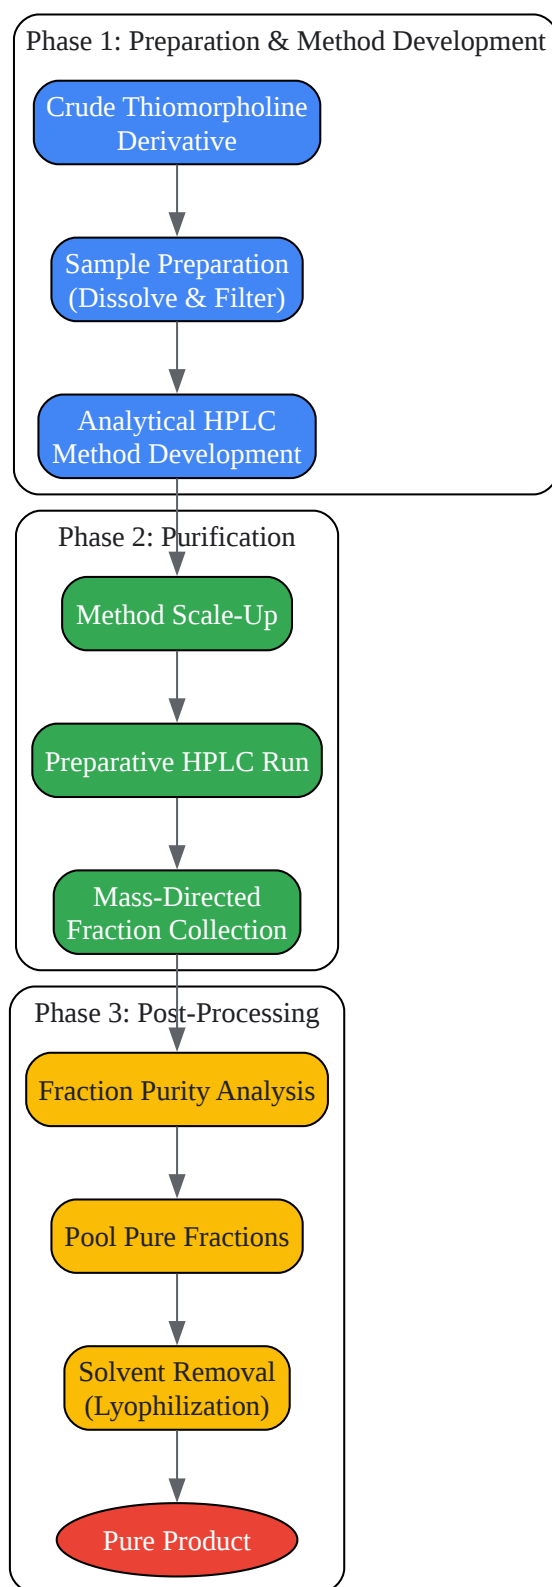 Phase 1: Preparation & Method Development
Crude Thiomorpholine
Derivative
Sample Preparation
(Dissolve & Filter)
Analytical HPLC
Method Development
Phase 2: Purification
Method Scale-Up
Preparative HPLC Run
Mass-Directed
Fraction Collection
Phase 3: Post-Processing
Fraction Purity Analysis
Pool Pure Fractions
Solvent Removal
(Lyophilization)
Pure Product